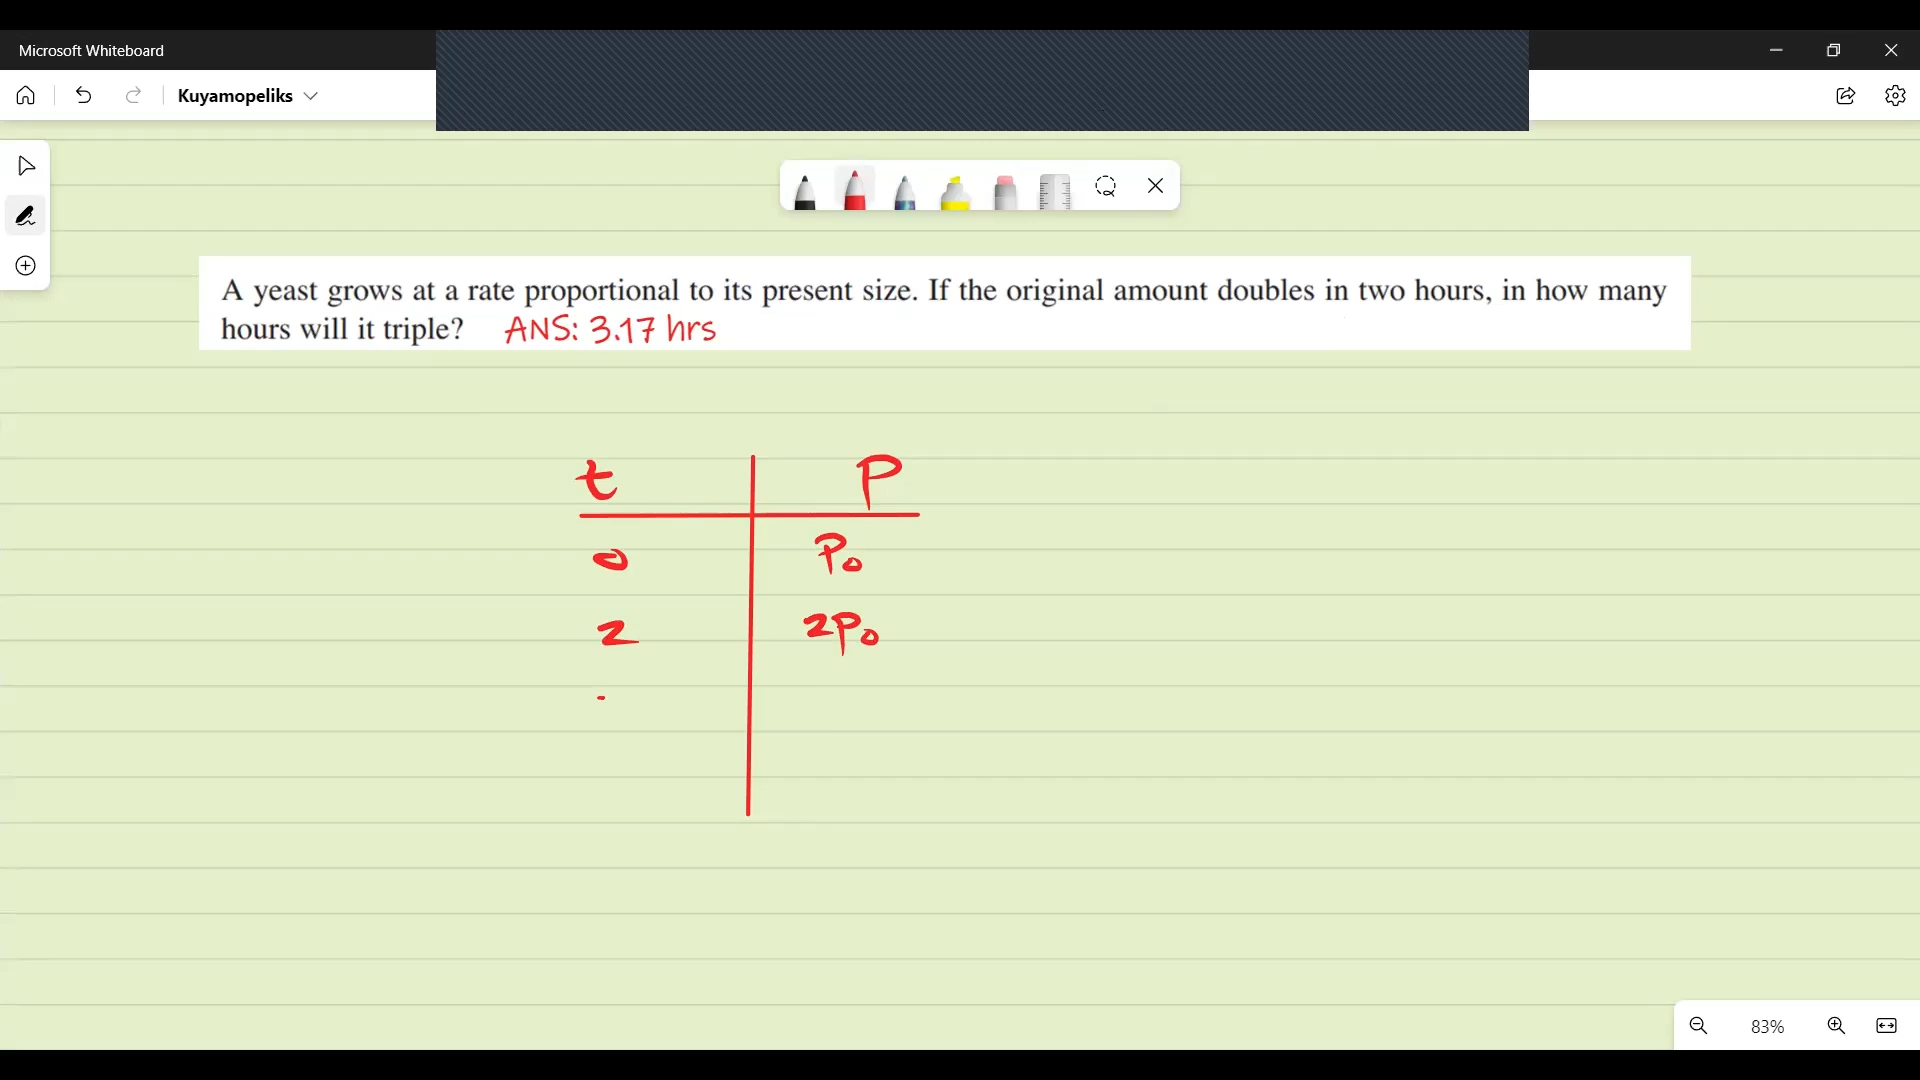 Microsoft Whiteboard
Kuyamopeliks
A yeast grows at a rate proportional to its present size. If the original amount doubles in two hours, in how many
hours will it triple? ANS: 3.17 hrs
t P
0 P₀
2 2P₀
83%